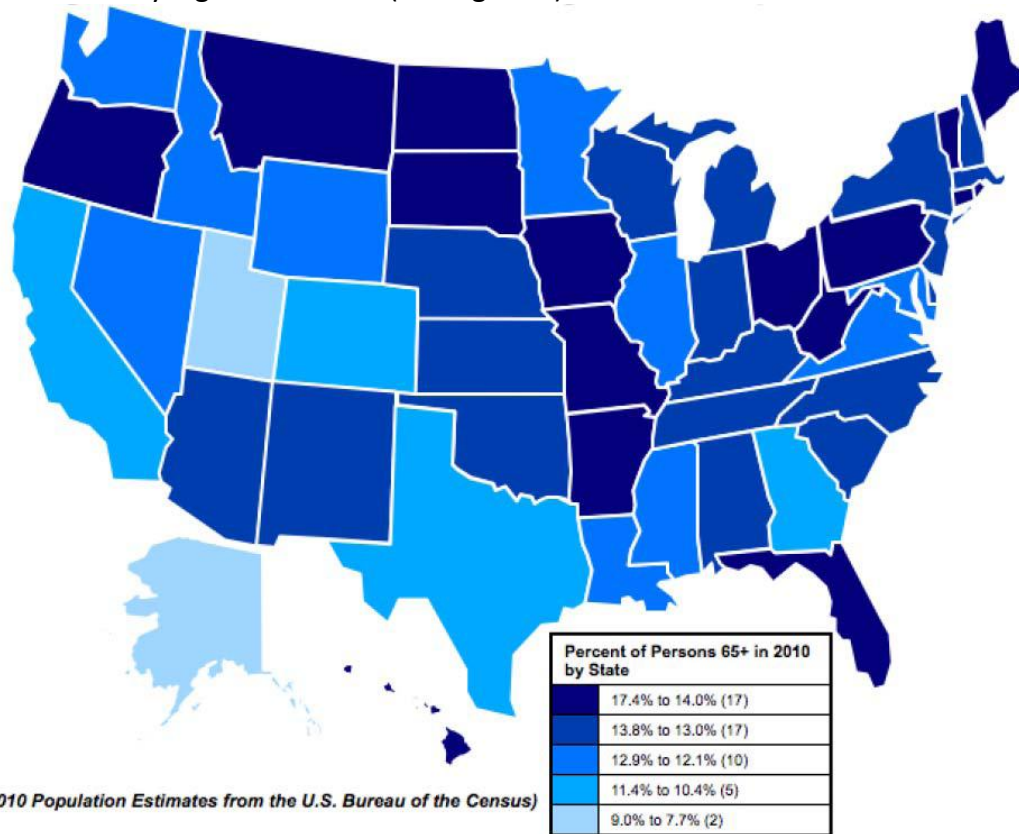 Percent of Persons 65+ in 2010
by State
17.4% to 14.0% (17)
13.8% to 13.0% (17)
12.9% to 12.1% (10)
11.4% to 10.4% (5)
9.0% to 7.7% (2)
010 Population Estimates from the U.S. Bureau of the Census)